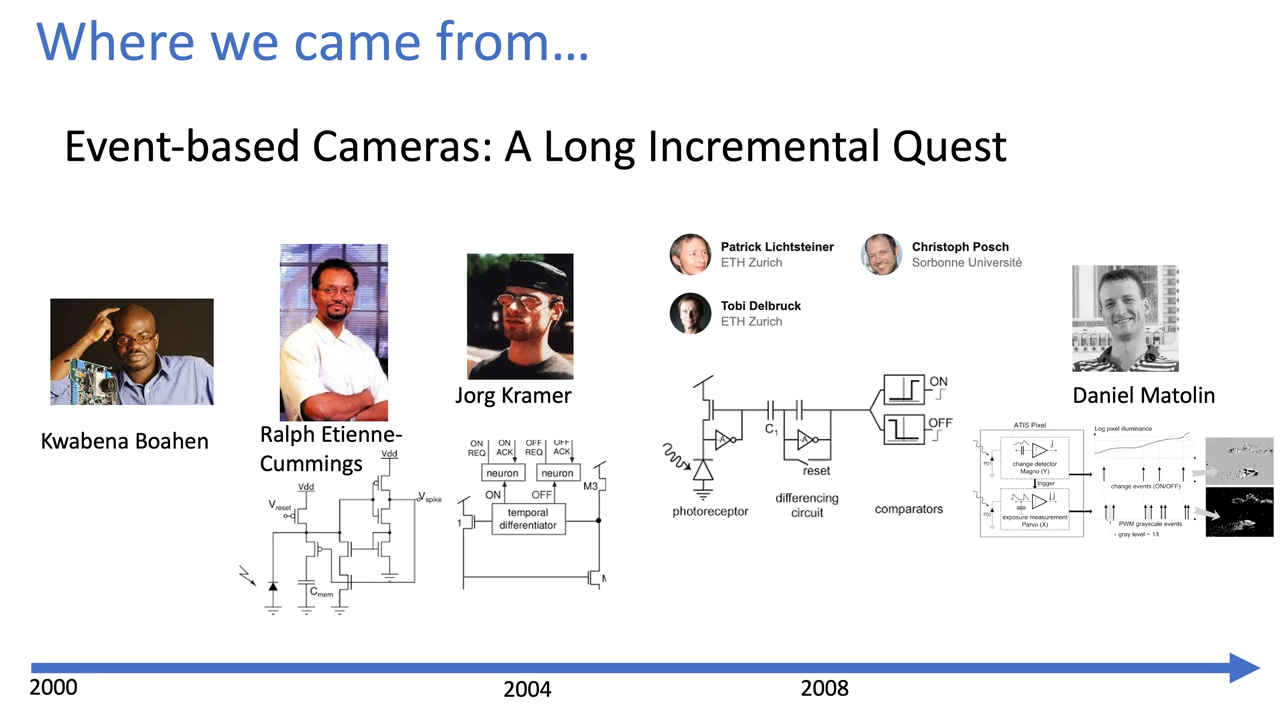 Where we came from…
Event-based Cameras: A Long Incremental Quest
Kwabena Boahen
Ralph Etienne-
Cummings
Vdd
Vdd
Vreset
Vspike
Cmem
Jorg Kramer
ON
REQ
ON
ACK
OFF
REQ
OFF
ACK
neuron
neuron
M3
ON
OFF
1
temporal
differentiator
Patrick Lichtsteiner
ETH Zurich
Christoph Posch
Sorbonne Université
Tobi Delbruck
ETH Zurich
-A
C1
-A
reset
ON
OFF
photoreceptor
differencing
circuit
comparators
Daniel Matolin
ATIS Pixel
PD1
change detector
Magno (Y)
trigger
PD2
exposure measurement
Parvo (X)
Log pixel illuminance
change events (ON/OFF)
PWM grayscale events
- gray level ~ 1/t
2000
2004
2008